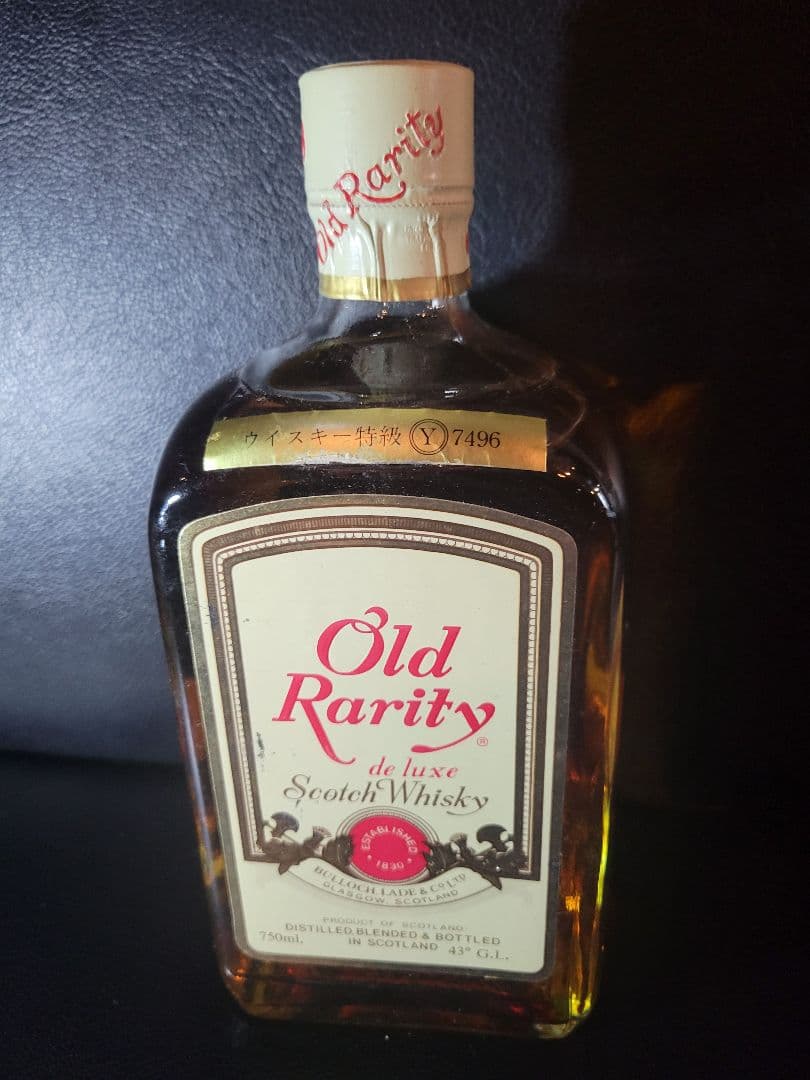 Old Rarity
ウイスキー特級 Ⓨ 7496
Old
Rarity®
de luxe
Scotch Whisky
ESTABLISHED
1830
BULLOCH, LADE & Co LTD
GLASGOW, SCOTLAND
PRODUCT OF SCOTLAND
DISTILLED, BLENDED & BOTTLED
750ml. IN SCOTLAND 43° G.L.